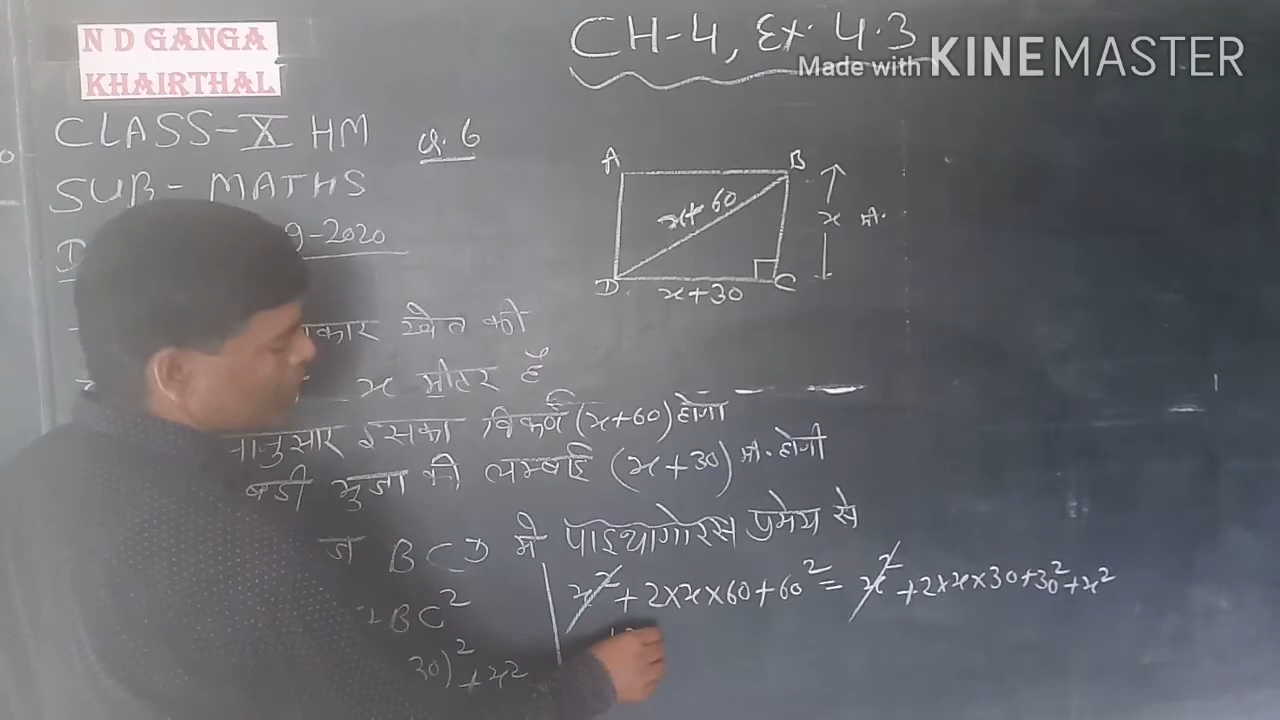 N D GANGA
KHAIRTHAL
CH-4, Ex. 4.3
Made with KINEMASTER
CLASS-X HM
प्र. 6
SUB- MATHS
9-2020
A
B
x+60
x मी.
D
x+30
C
खेत की
x मीटर है
इसका विकर्ण (x+60) होगा
बडी भुजा की लम्बाई (x+30) मी. होगी
BCD में पाइथागोरस प्रमेय से
BC²
30)² + x²
x² + 2×x×60+60² = x² +2×x×30+30²+x²